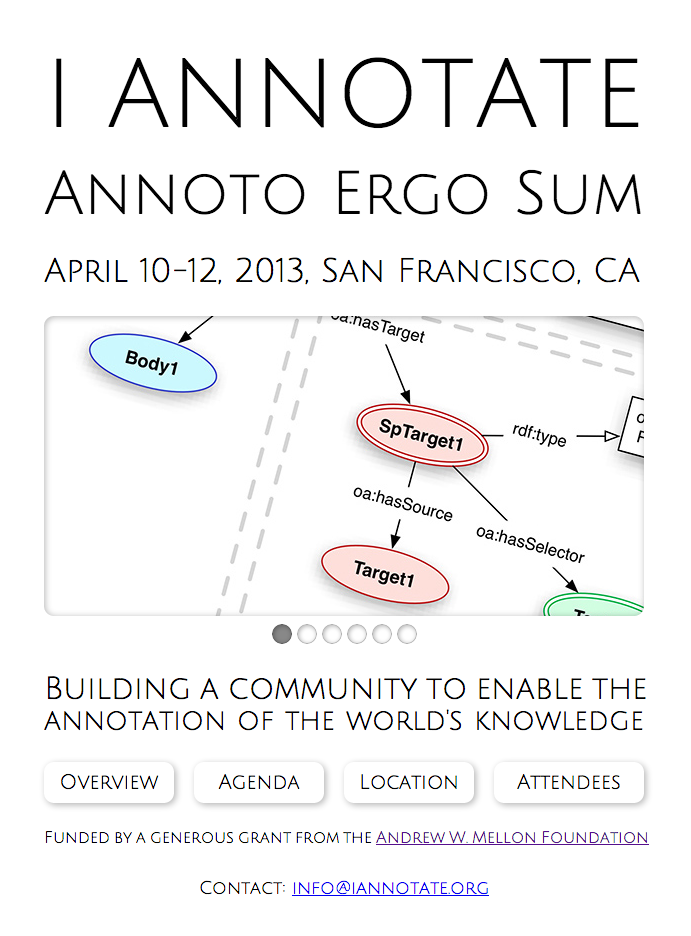 I ANNOTATE
ANNOTO ERGO SUM
APRIL 10-12, 2013, SAN FRANCISCO, CA
oa:hasTarget
Body1
SpTarget1
rdf:type
oa:hasSource
oa:hasSelector
Target1
BUILDING A COMMUNITY TO ENABLE THE
ANNOTATION OF THE WORLD'S KNOWLEDGE
OVERVIEW
AGENDA
LOCATION
ATTENDEES
FUNDED BY A GENEROUS GRANT FROM THE ANDREW W. MELLON FOUNDATION
CONTACT: INFO@IANNOTATE.ORG